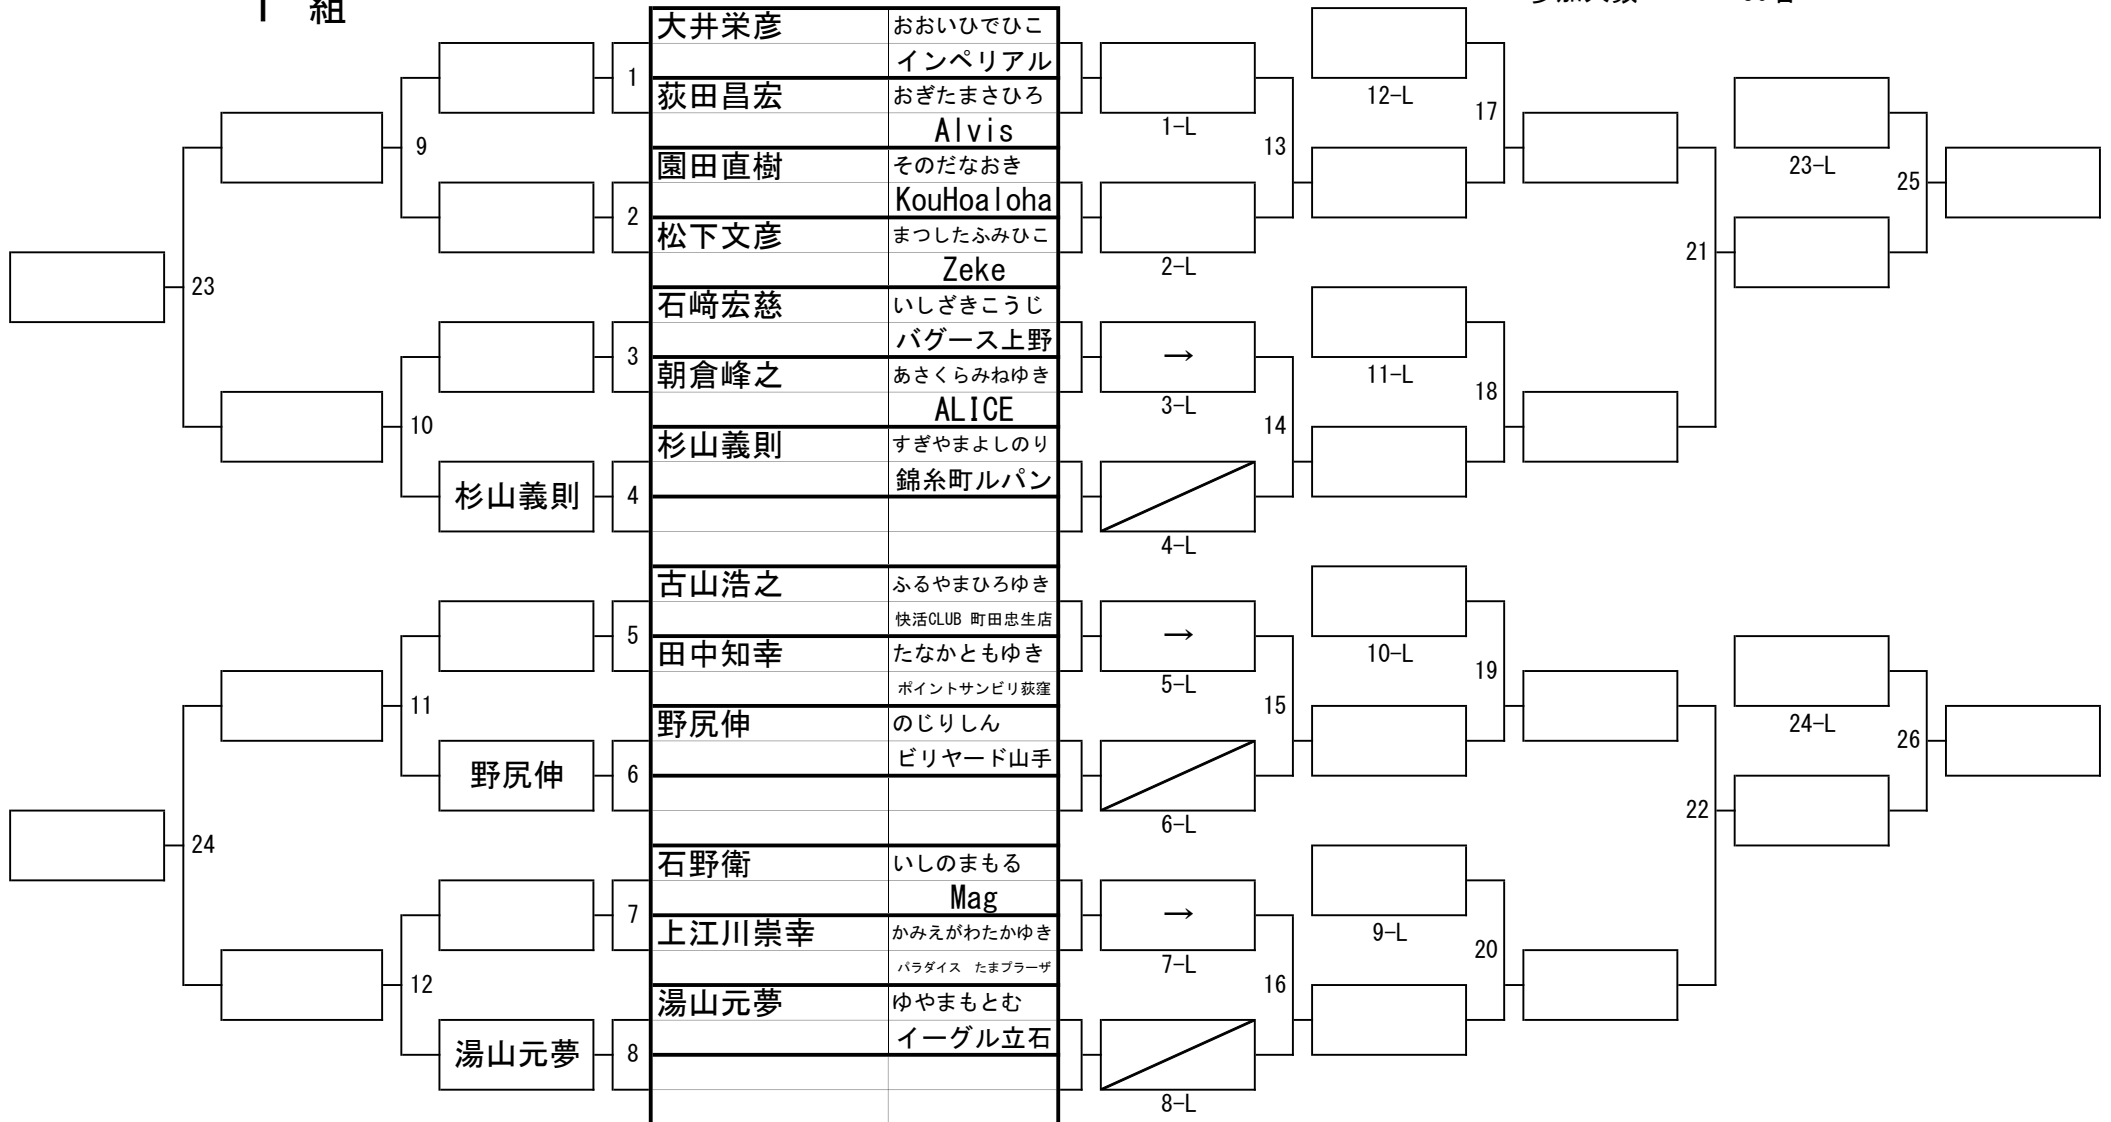 組
大井栄彦 おおいひでひこ
インペリアル
1
12-L
荻田昌宏 おぎたまさひろ
17
Alvis
1-L
9
13
園田直樹 そのだなおき
23-L
KouHoaloha
25
2
松下文彦 まつしたふみひこ
21
Zeke
2-L
23
石﨑宏慈 いしざきこうじ
バグース上野
3
→
朝倉峰之 あさくらみねゆき
11-L
18
ALICE
3-L
10
14
杉山義則 すぎやまよしのり
錦糸町ルパン
杉山義則
4
4-L
古山浩之 ふるやまひろゆき
快活CLUB 町田忠生店
5
→
田中知幸 たなかともゆき
10-L
19
ポイントサンビリ荻窪
5-L
11
15
野尻伸 のじりしん
24-L
26
ビリヤード山手
野尻伸
6
22
6-L
24
石野衛 いしのまもる
Mag
7
→
上江川崇幸 かみえがわたかゆき
9-L
20
パラダイス たまプラーザ
7-L
12
16
湯山元夢 ゆやまもとむ
イーグル立石
湯山元夢
8
8-L